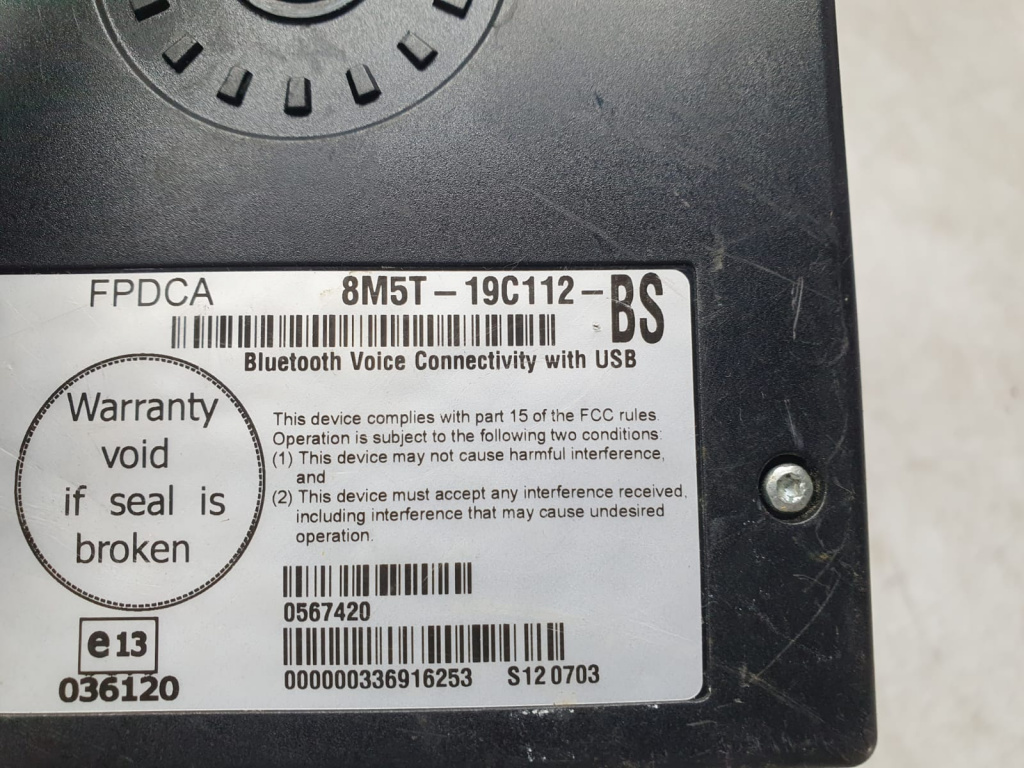 FPDCA 8M5T-19C112-BS
Bluetooth Voice Connectivity with USB
Warranty
void
if seal is
broken
This device complies with part 15 of the FCC rules.
Operation is subject to the following two conditions:
(1) This device may not cause harmful interference,
and
(2) This device must accept any interference received,
including interference that may cause undesired
operation.
0567420
000000336916253 S12 0703
e 13
036120